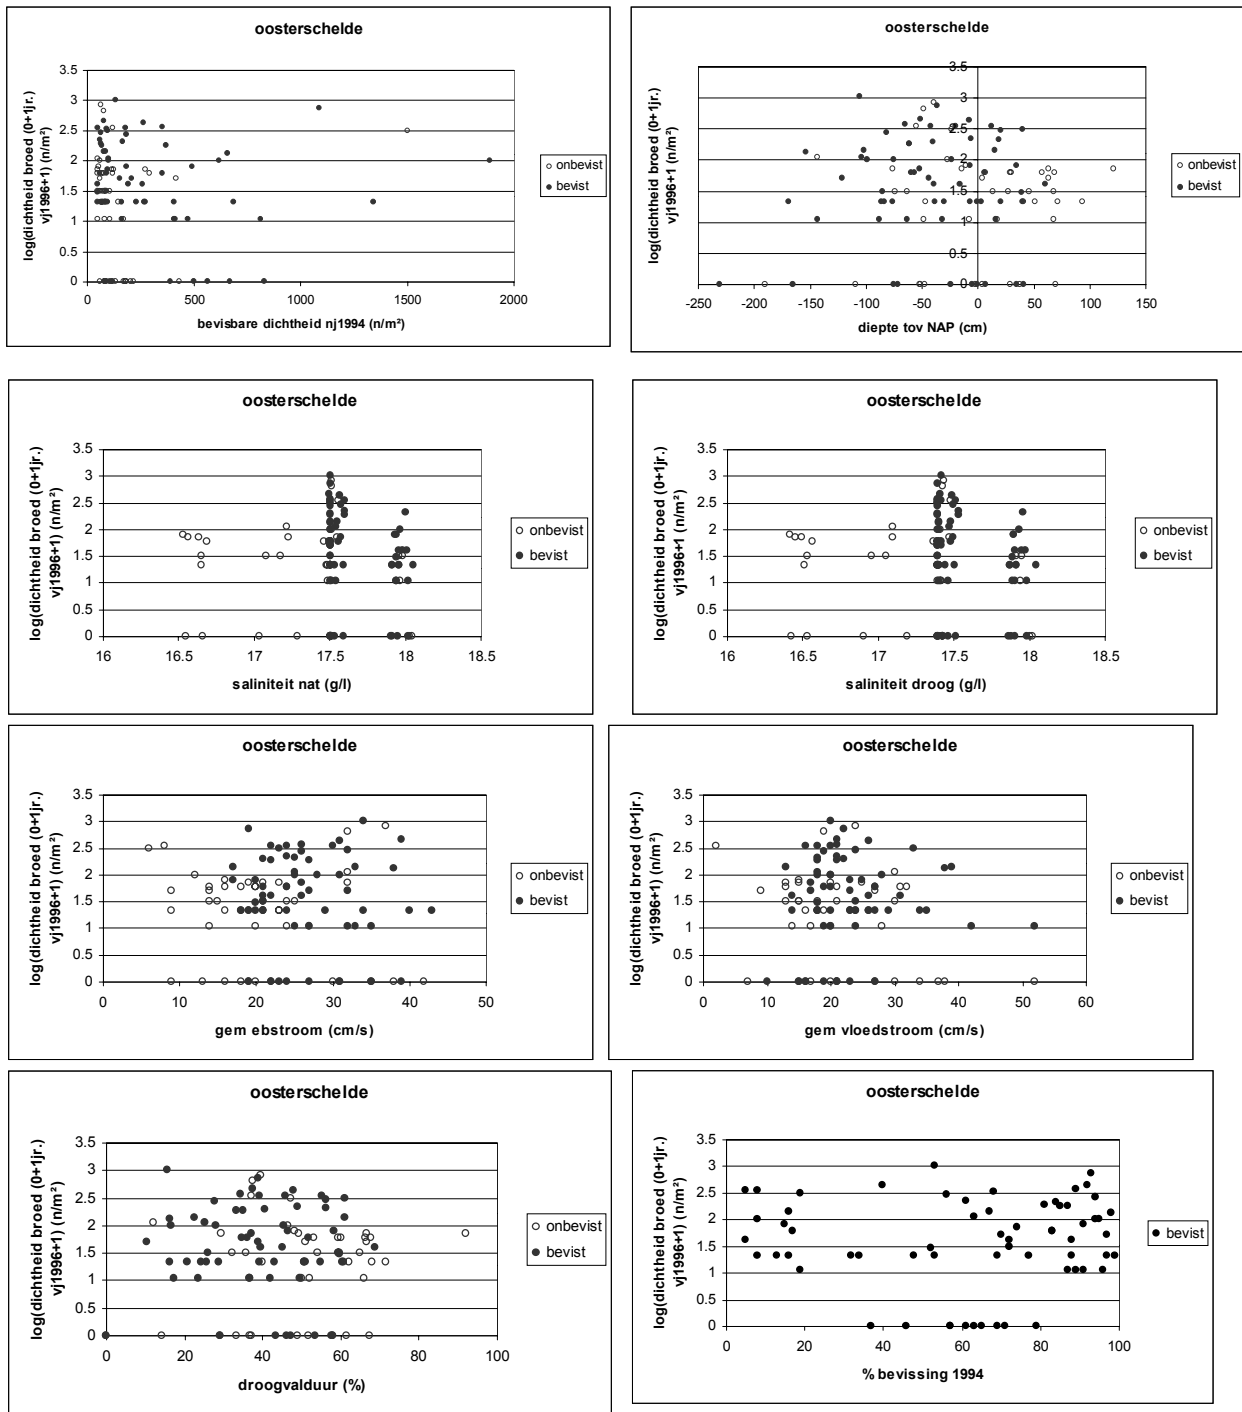 oosterschelde
log(dichtheid broed (0+1jr.)
vj1996+1) (n/m²)
3.5
3
2.5
2
1.5
1
0.5
0
0 500 1000 1500 2000
bevisbare dichtheid nj1994 (n/m²)
onbevist
bevist
oosterschelde
log(dichtheid broed (0+1jr.)
vj1996+1 (n/m²)
3.5
3
2.5
2
1.5
1
0.5
0
-250 -200 -150 -100 -50 0 50 100 150
diepte tov NAP (cm)
onbevist
bevist
oosterschelde
log(dichtheid broed (0+1jr.)
vj1996+1) (n/m²)
3.5
3
2.5
2
1.5
1
0.5
0
16 16.5 17 17.5 18 18.5
saliniteit nat (g/l)
onbevist
bevist
oosterschelde
log(dichtheid broed (0+1jr.)
vj1996+1) (n/m²)
3.5
3
2.5
2
1.5
1
0.5
0
16 16.5 17 17.5 18 18.5
saliniteit droog (g/l)
onbevist
bevist
oosterschelde
log(dichtheid broed (0+1jr.)
vj1996+1) (n/m²)
3.5
3
2.5
2
1.5
1
0.5
0
0 10 20 30 40 50
gem ebstroom (cm/s)
onbevist
bevist
oosterschelde
log(dichtheid broed (0+1jr.)
vj1996+1) (n/m²)
3.5
3
2.5
2
1.5
1
0.5
0
0 10 20 30 40 50 60
gem vloedstroom (cm/s)
onbevist
bevist
oosterschelde
log(dichtheid broed (0+1jr.)
vj1996+1) (n/m²)
3.5
3
2.5
2
1.5
1
0.5
0
0 20 40 60 80 100
droogvalduur (%)
onbevist
bevist
oosterschelde
log(dichtheid broed (0+1jr.)
vj1996+1) (n/m²)
3.5
3
2.5
2
1.5
1
0.5
0
0 20 40 60 80 100
% bevissing 1994
bevist